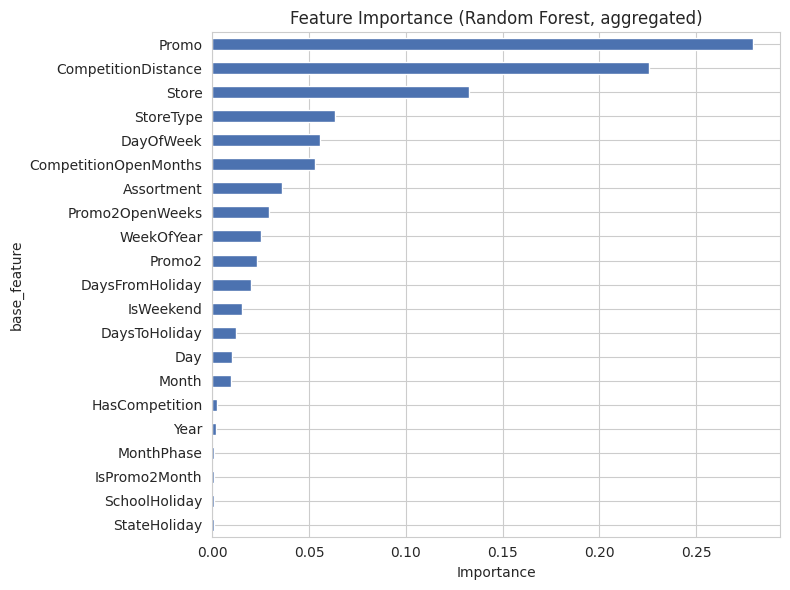 Feature Importance (Random Forest, aggregated)
base_feature
Promo
CompetitionDistance
Store
StoreType
DayOfWeek
CompetitionOpenMonths
Assortment
Promo2OpenWeeks
WeekOfYear
Promo2
DaysFromHoliday
IsWeekend
DaysToHoliday
Day
Month
HasCompetition
Year
MonthPhase
IsPromo2Month
SchoolHoliday
StateHoliday
0.00 0.05 0.10 0.15 0.20 0.25
Importance